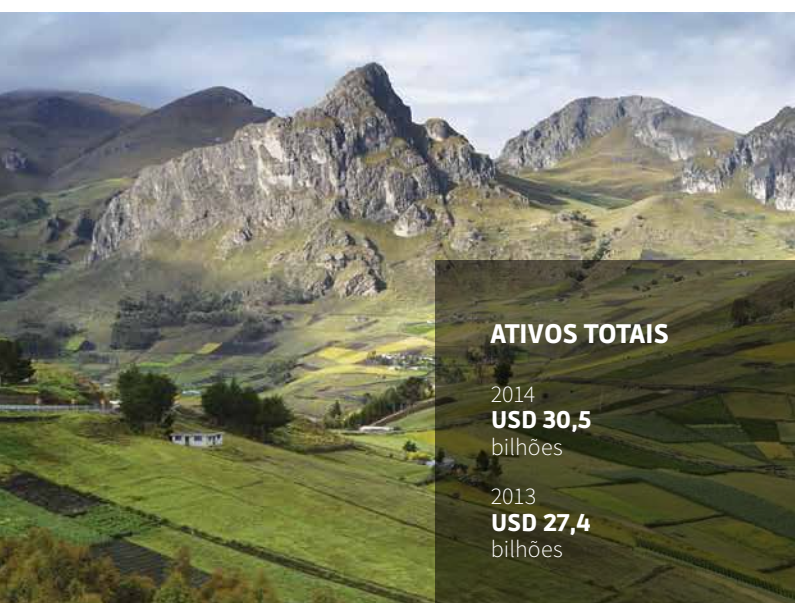 ATIVOS TOTAIS
2014
USD 30,5
bilhões
2013
USD 27,4
bilhões